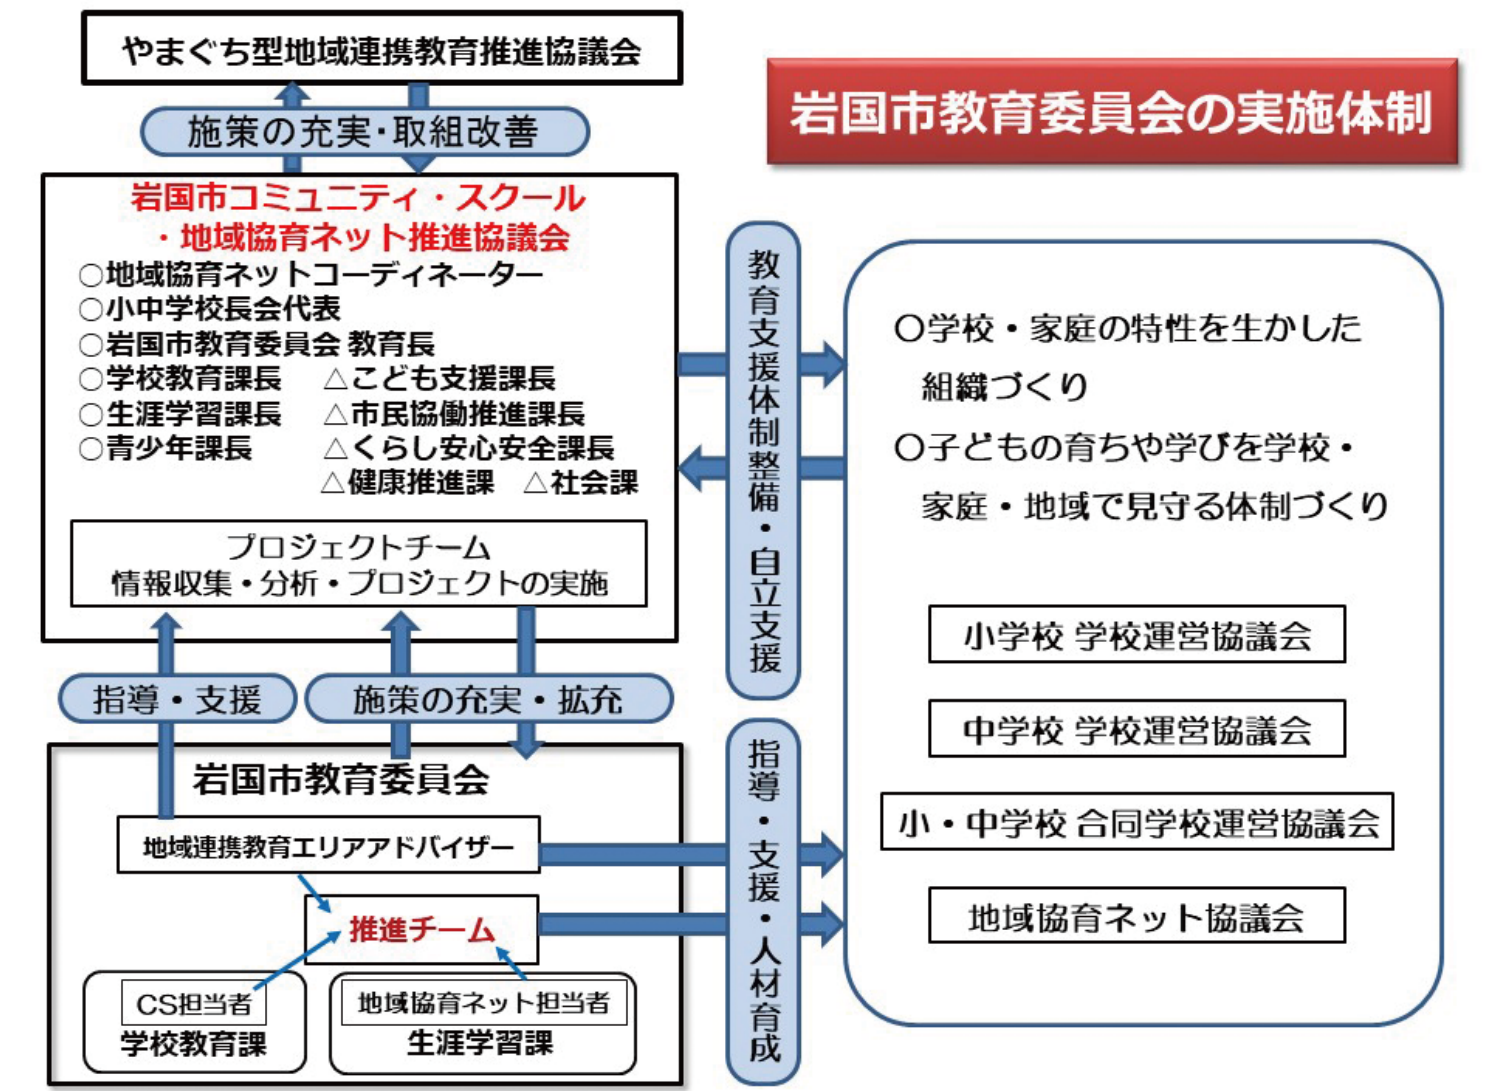 やまぐち型地域連携教育推進協議会
施策の充実・取組改善
岩国市教育委員会の実施体制
岩国市コミュニティ・スクール
・地域協育ネット推進協議会
○地域協育ネットコーディネーター
○小中学校長会代表
○岩国市教育委員会 教育長
○学校教育課長 △こども支援課長
○生涯学習課長 △市民協働推進課長
○青少年課長 △くらし安心安全課長
△健康推進課 △社会課
プロジェクトチーム
情報収集・分析・プロジェクトの実施
教育支援体制整備・自立支援
〇学校・家庭の特性を生かした
組織づくり
〇子どもの育ちや学びを学校・
家庭・地域で見守る体制づくり
小学校 学校運営協議会
中学校 学校運営協議会
小・中学校 合同学校運営協議会
地域協育ネット協議会
指導・支援
施策の充実・拡充
岩国市教育委員会
地域連携教育エリアアドバイザー
推進チーム
CS担当者
学校教育課
地域協育ネット担当者
生涯学習課
指導・支援・人材育成